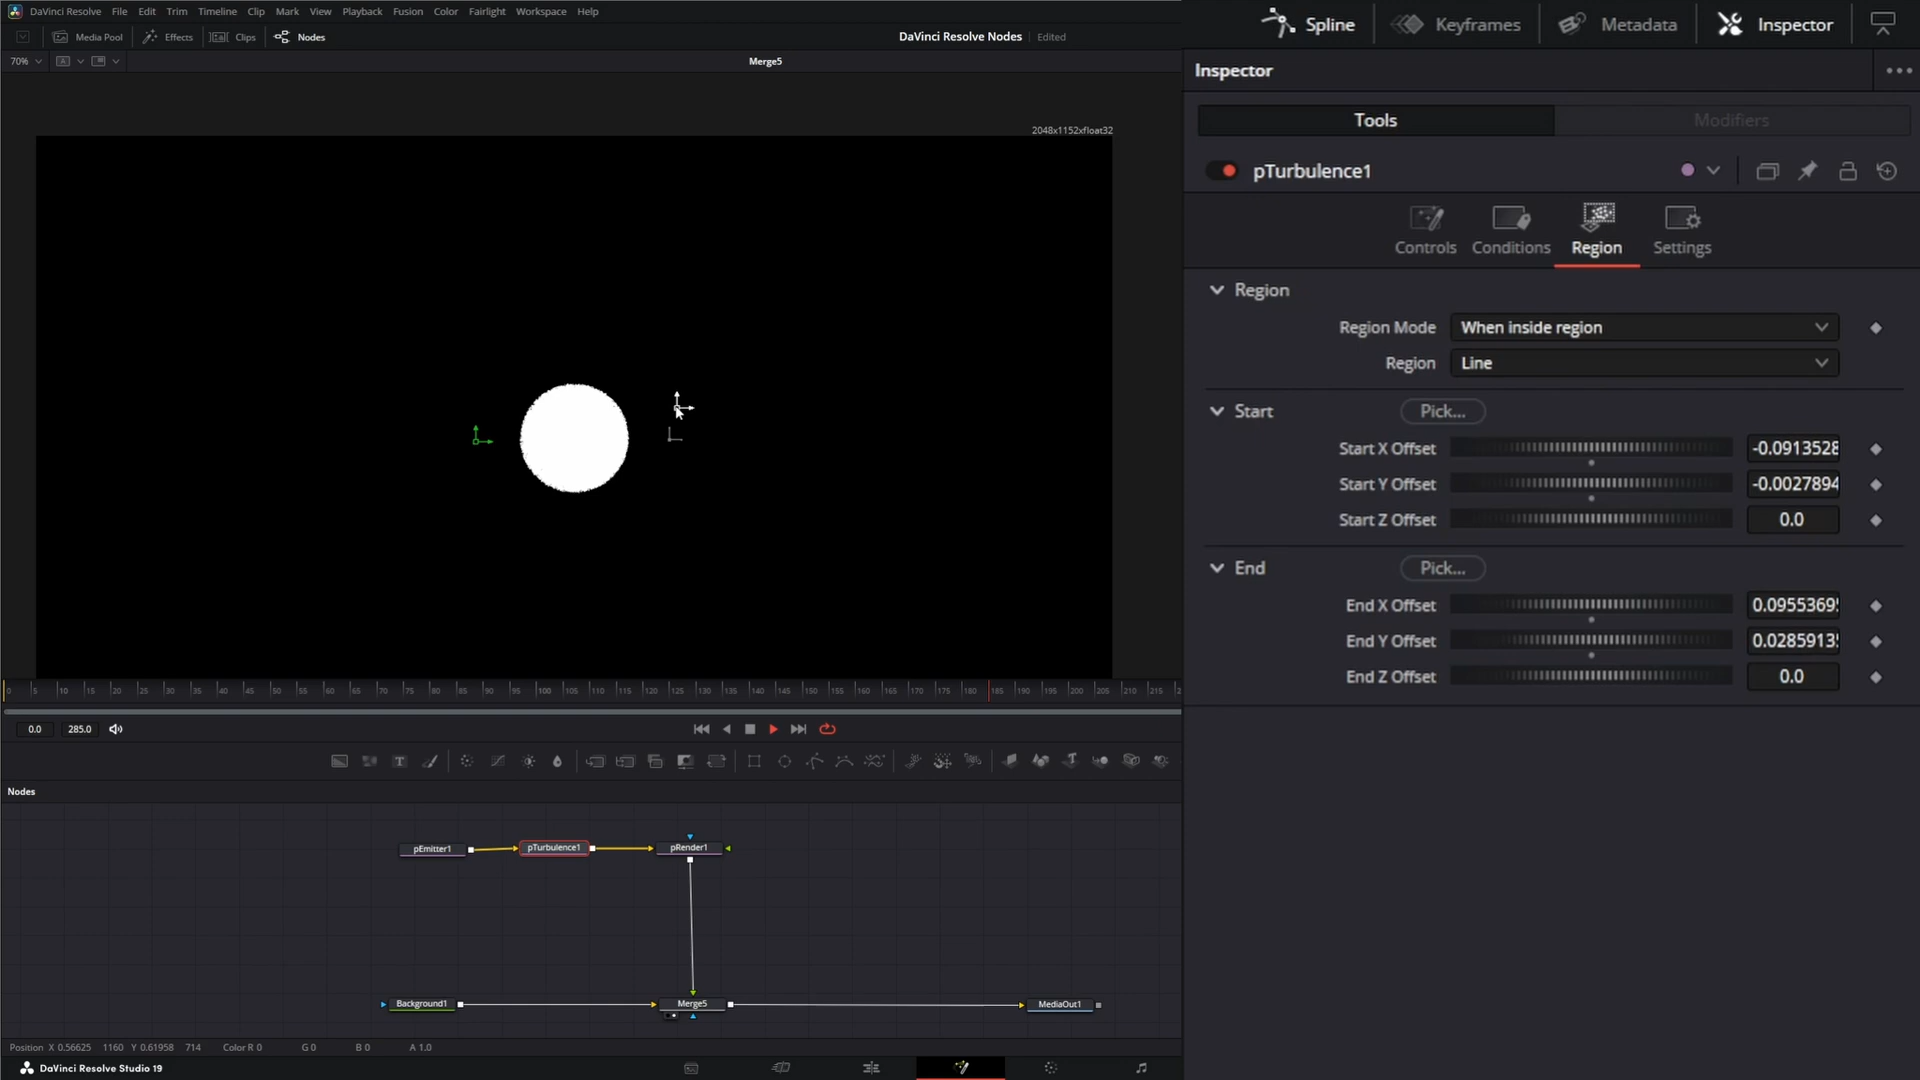 DaVinci Resolve File Edit Trim Timeline Clip Mark View Playback Fusion Color Fairlight Workspace Help
Media Pool Effects Clips Nodes DaVinci Resolve Nodes Edited
70% A Merge5
2048x1152xfloat32
0 5 10 15 20 25 30 35 40 45 50 55 60 65 70 75 80 85 90 95 100 105 110 115 120 125 130 135 140 145 150 155 160 165 170 175 180 185 190 195 200 205 210 215
0.0 285.0
T
Nodes
pEmitter1 pTurbulence1 pRender1
Background1 Merge5 MediaOut1
Position X 0.56625 1160 Y 0.61958 714 Color R 0 G 0 B 0 A 1.0
DaVinci Resolve Studio 19
Spline Keyframes Metadata Inspector
Inspector
Tools Modifiers
pTurbulence1
Controls Conditions Region Settings
Region
Region Mode When inside region
Region Line
Start Pick...
Start X Offset -0.0913528
Start Y Offset -0.0027894
Start Z Offset 0.0
End Pick...
End X Offset 0.0955369
End Y Offset 0.0285913
End Z Offset 0.0